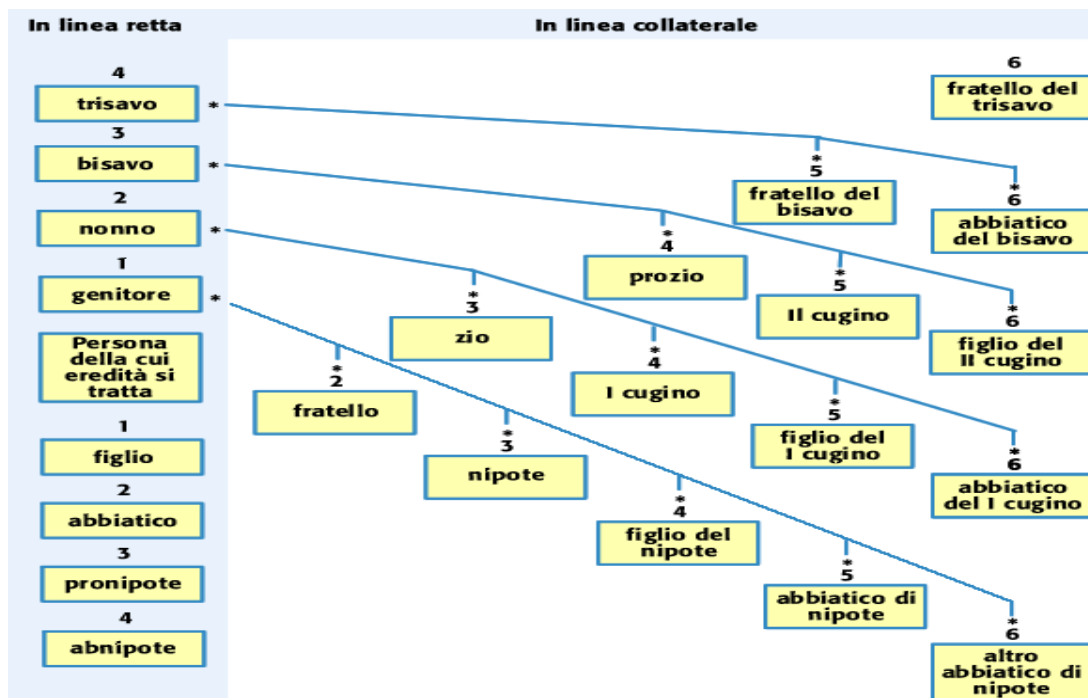 In linea retta
In linea collaterale
4
trisavo *
3
bisavo *
2
nonno *
1
genitore *
Persona
della cui
eredità si
tratta
1
figlio
2
abbiatico
3
pronipote
4
abnipote
6
fratello del
trisavo
*
5
fratello del
bisavo
*
6
abbiatico
del bisavo
*
4
prozio
*
5
Il cugino
*
6
figlio del
II cugino
*
3
zio
*
4
I cugino
*
5
figlio del
I cugino
*
6
abbiatico
del I cugino
*
2
fratello
*
3
nipote
*
4
figlio del
nipote
*
5
abbiatico di
nipote
*
6
altro
abbiatico di
nipote